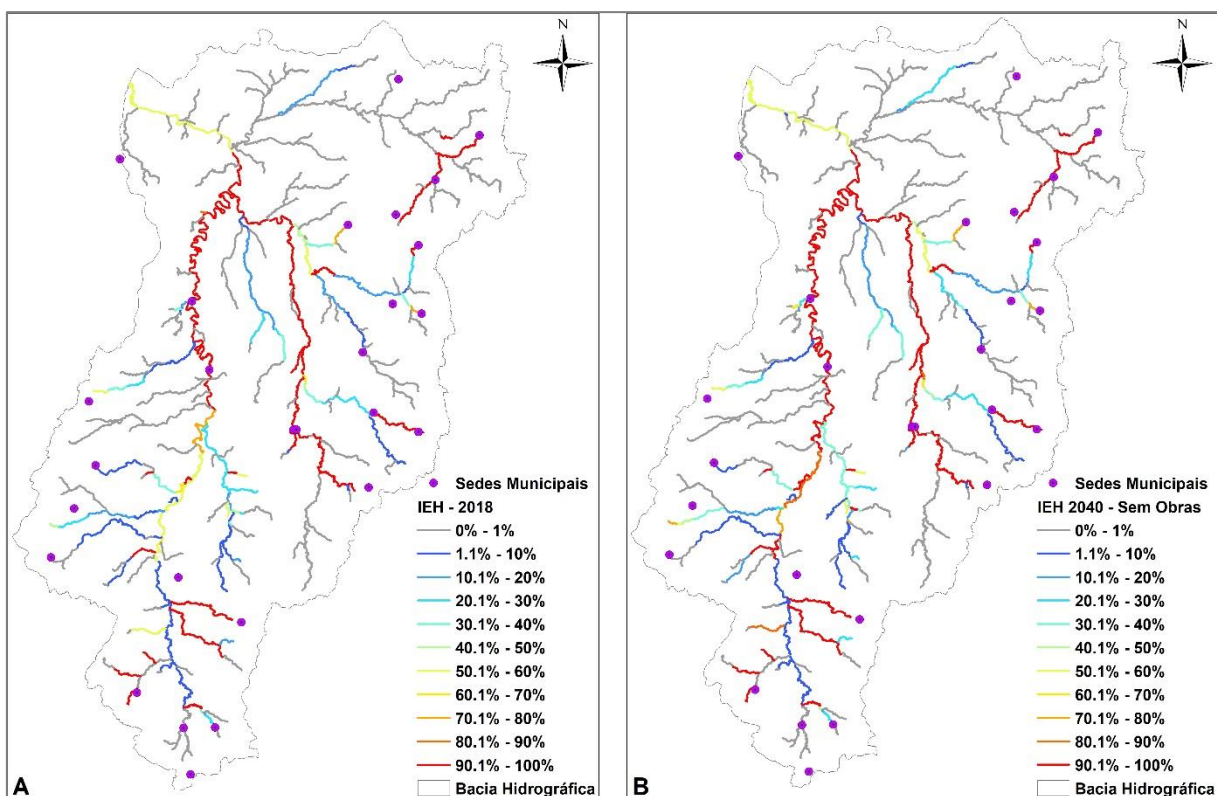 N
Sedes Municipais
IEH - 2018
0% - 1%
1.1% - 10%
10.1% - 20%
20.1% - 30%
30.1% - 40%
40.1% - 50%
50.1% - 60%
60.1% - 70%
70.1% - 80%
80.1% - 90%
90.1% - 100%
Bacia Hidrográfica
A
N
Sedes Municipais
IEH 2040 - Sem Obras
0% - 1%
1.1% - 10%
10.1% - 20%
20.1% - 30%
30.1% - 40%
40.1% - 50%
50.1% - 60%
60.1% - 70%
70.1% - 80%
80.1% - 90%
90.1% - 100%
Bacia Hidrográfica
B